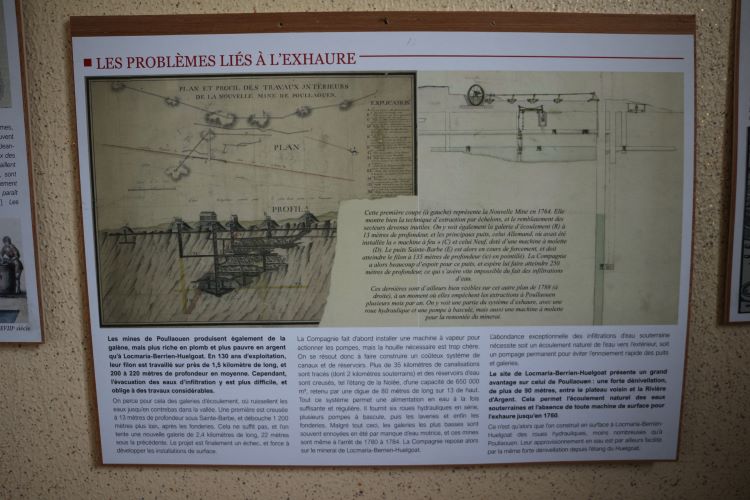 LES PROBLÈMES LIÉS À L'EXHAURE
PLAN ET PROFIL DES TRAVAUX INTÉRIEURS
DE LA NOUVELLE MINE DE POULLAOUEN.
EXPLICATION
PLAN
PROFIL
Cette première coupe (à gauche) représente la Nouvelle Mine en 1764. Elle
montre bien la technique d'extraction par échelons, et le remblaiement des
secteurs devenus inutiles. On y voit également la galerie d'écoulement (R) à
13 mètres de profondeur, et les principaux puits, celui Allemand, où avait été
installée la « machine à feu » (C) et celui Neuf, doté d'une machine à molette
(D). Le puits Sainte-Barbe (E) est alors en cours de forcement, et doit
atteindre le filon à 135 mètres de profondeur (ici en pointillé). La Compagnie
a alors beaucoup d'espoir pour ce puits, et espère lui faire atteindre 250
mètres de profondeur, ce qui s'avère vite impossible du fait des infiltrations
d'eau.
Ces dernières sont d'ailleurs bien visibles sur cet autre plan de 1788 (à
droite), à un moment où elles empêchent les extractions à Poullaouen
plusieurs mois par an. On y voit une partie du système d'exhaure, avec une
roue hydraulique et une pompe à bascule, mais aussi une machine à molette
pour la remontée du minerai.
Les mines de Poullaouen produisent également de la
galène, mais plus riche en plomb et plus pauvre en argent
qu'à Locmaria-Berrien-Huelgoat. En 130 ans d'exploitation,
leur filon est travaillé sur près de 1,5 kilomètre de long, et
200 à 220 mètres de profondeur en moyenne. Cependant,
l'évacuation des eaux d'infiltration y est plus difficile, et
oblige à des travaux considérables.
On perce pour cela des galeries d'écoulement, où ruissellent les
eaux jusqu'en contrebas dans la vallée. Une première est creusée
à 13 mètres de profondeur sous Sainte-Barbe, et débouche 1 200
mètres plus loin, après les fonderies. Cela ne suffit pas, et l'on
tente une nouvelle galerie de 2,4 kilomètres de long, 22 mètres
sous la précédente. Le projet est finalement un échec, et force à
développer les installations de surface.
La Compagnie fait d'abord installer une machine à vapeur pour
actionner les pompes, mais la houille nécessaire est trop chère.
On se résout donc à faire construire un coûteux système de
canaux et de réservoirs. Plus de 35 kilomètres de canalisations
sont tracés (dont 2 kilomètres souterrains) et des réservoirs d'eau
sont creusés, tel l'étang de la Noëe, d'une capacité de 650 000
m³, retenu par une digue de 80 mètres de long sur 13 de haut.
Tout ce système permet une alimentation en eau à la fois
suffisante et régulière. Il fournit six roues hydrauliques en série,
plusieurs pompes à bascule, puis les laveries et enfin les
fonderies. Malgré tout ceci, les galeries les plus basses sont
souvent ennoyées en été par manque d'eau motrice, et ces mines
sont même à l'arrêt de 1780 à 1784. La Compagnie repose alors
sur le minerai de Locmaria-Berrien-Huelgoat.
L'abondance exceptionnelle des infiltrations d'eau souterraine
nécessite soit un écoulement naturel de l'eau vers l'extérieur, soit
un pompage permanent pour éviter l'ennoiement rapide des puits
et galeries.
Le site de Locmaria-Berrien-Huelgoat présente un grand
avantage sur celui de Poullaouen : une forte dénivellation,
de plus de 90 mètres, entre le plateau voisin et la Rivière
d'Argent. Cela permet l'écoulement naturel des eaux
souterraines et l'absence de toute machine de surface pour
l'exhaure jusqu'en 1760.
Ce n'est qu'alors que l'on construit en surface à Locmaria-Berrien-
Huelgoat des roues hydrauliques, moins nombreuses qu'à
Poullaouen. Leur approvisionnement en eau est par ailleurs facilité
par la même forte dénivellation depuis l'étang du Huelgoat.
XVIIIᵉ siècle